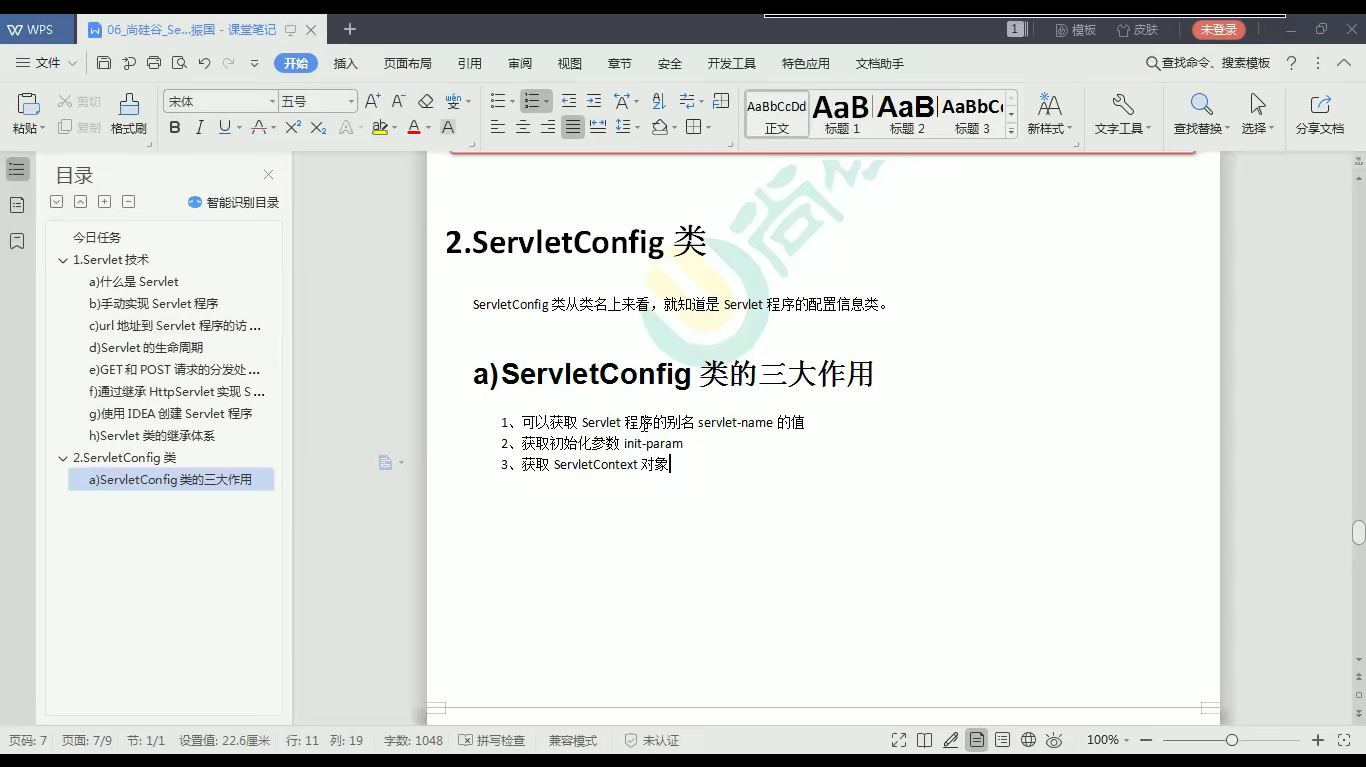 WPS
06_尚硅谷_Se...振国 - 课堂笔记
1
模板
皮肤
未登录
文件
开始
插入
页面布局
引用
审阅
视图
章节
安全
开发工具
特色应用
文档助手
查找命令、搜索模板
粘贴
剪切
复制
格式刷
宋体
五号
AaBbCcDd
正文
AaB
标题 1
AaB
标题 2
AaBbC
标题 3
新样式
文字工具
查找替换
选择
分享文档
目录
智能识别目录
今日任务
1.Servlet 技术
a)什么是 Servlet
b)手动实现 Servlet 程序
c)url 地址到 Servlet 程序的访 ...
d)Servlet 的生命周期
e)GET 和 POST 请求的分发处 ...
f)通过继承 HttpServlet 实现 S ...
g)使用 IDEA 创建 Servlet 程序
h)Servlet 类的继承体系
2.ServletConfig 类
a)ServletConfig 类的三大作用
2.ServletConfig 类
ServletConfig 类从类名上来看，就知道是 Servlet 程序的配置信息类。
a)ServletConfig 类的三大作用
1、可以获取 Servlet 程序的别名 servlet-name 的值
2、获取初始化参数 init-param
3、获取 ServletContext 对象
页码: 7
页面: 7/9
节: 1/1
设置值: 22.6厘米
行: 11
列: 19
字数: 1048
拼写检查
兼容模式
未认证
100%